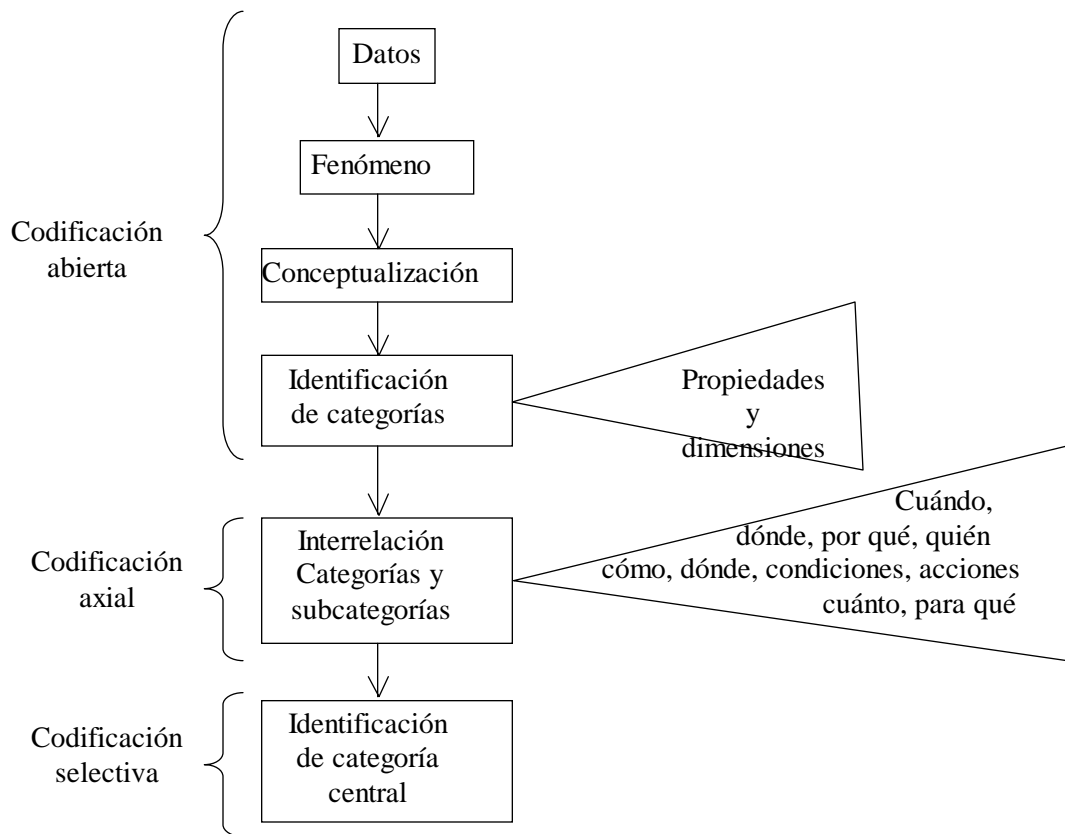 Datos
Fenómeno
Codificación
abierta
Conceptualización
Identificación
de categorías
Propiedades
y
dimensiones
Codificación
axial
Interrelación
Categorías y
subcategorías
Cuándo,
dónde, por qué, quién
cómo, dónde, condiciones, acciones
cuánto, para qué
Codificación
selectiva
Identificación
de categoría
central